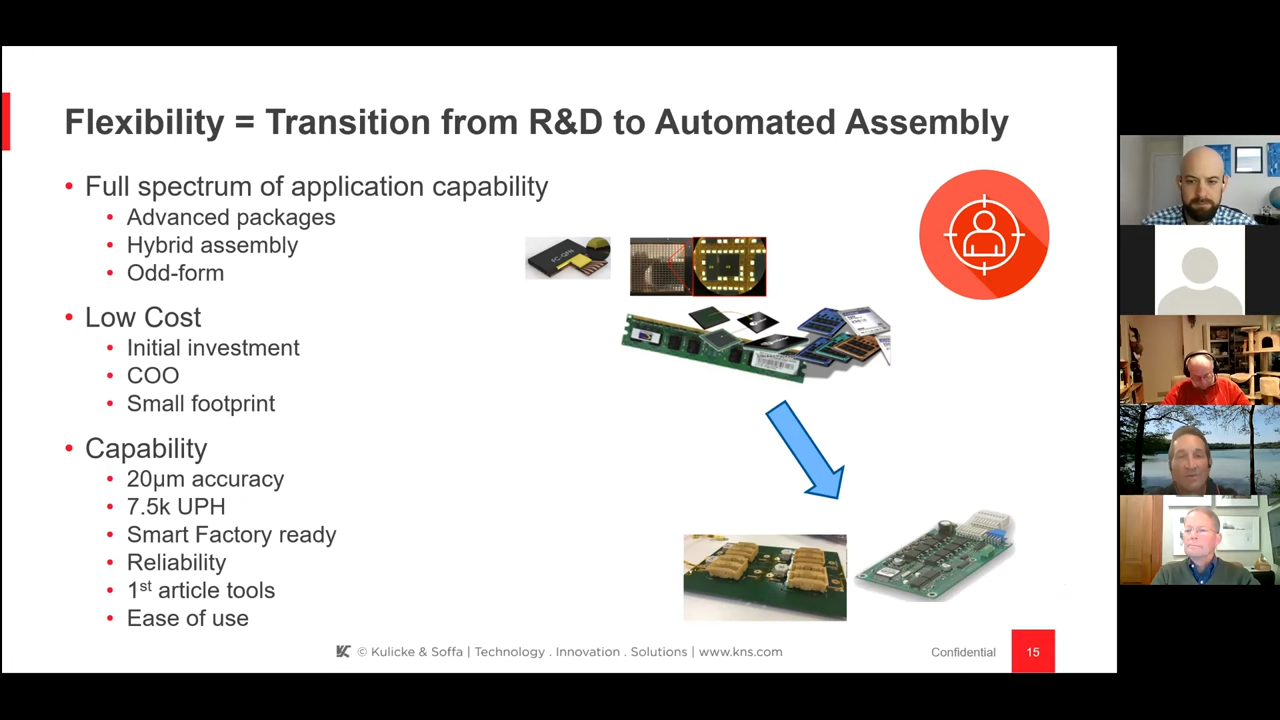 Flexibility = Transition from R&D to Automated Assembly
• Full spectrum of application capability
• Advanced packages
• Hybrid assembly
• Odd-form
• Low Cost
• Initial investment
• COO
• Small footprint
• Capability
• 20µm accuracy
• 7.5k UPH
• Smart Factory ready
• Reliability
• 1st article tools
• Ease of use
FC-QFN
© Kulicke & Soffa | Technology . Innovation . Solutions | www.kns.com
Confidential
15